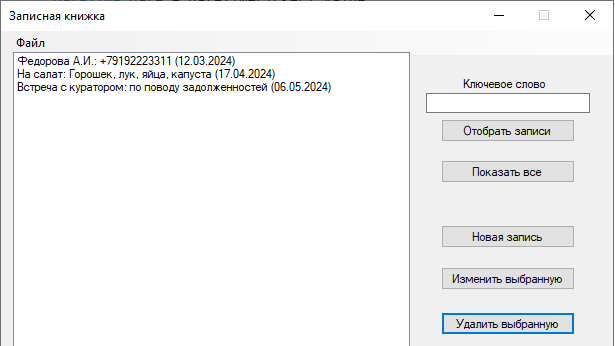 Записная книжка
Файл
Федорова А.И.: +79192223311 (12.03.2024)
На салат: Горошек, лук, яйца, капуста (17.04.2024)
Встреча с куратором: по поводу задолженностей (06.05.2024)
Ключевое слово
Отобрать записи
Показать все
Новая запись
Изменить выбранную
Удалить выбранную